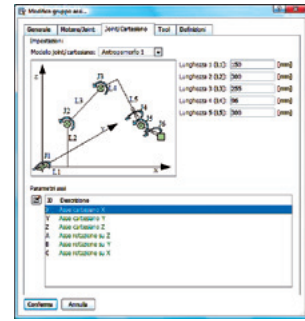 Modifica gruppo assi...
Generale Motore/Joint Joint/Cartesiano Tool Definizioni
Impostazioni
Modello joint/cartesiano: Antropomorfo 1
Lunghezza 1 (L1): 150 [mm]
Lunghezza 2 (L2): 300 [mm]
Lunghezza 3 (L3): 255 [mm]
Lunghezza 4 (L4): [mm]
Lunghezza 5 (L5): 300 [mm]
Z
J3
L4
L3
J2
Y
L5
J4
J5
J6
L2
J1
L1
X
Parametri assi
ID Descrizione
X Asse cartesiano X
Y Asse cartesiano Y
Z Asse cartesiano Z
A Asse rotazione su Z
B Asse rotazione su Y
C Asse rotazione su X
Conferma Annulla